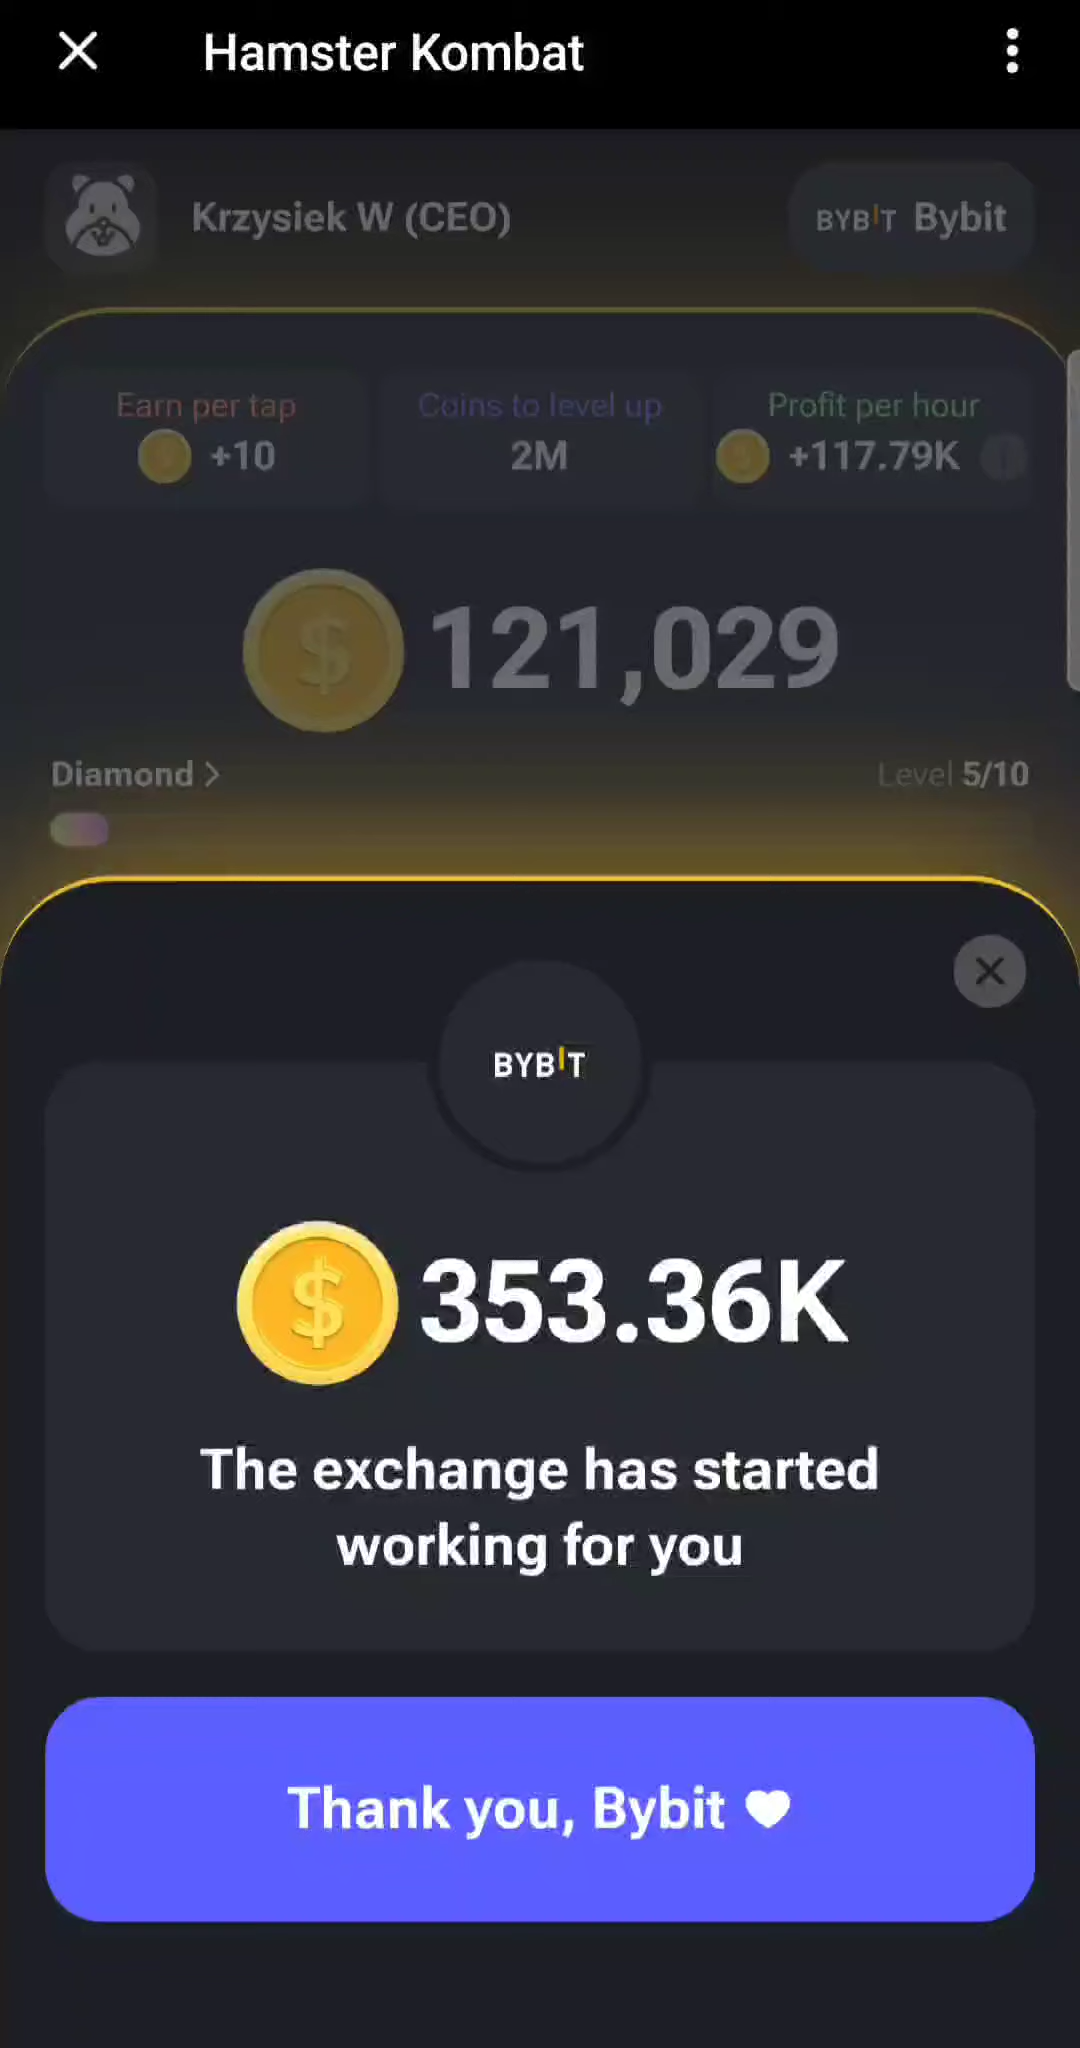 Hamster Kombat
Krzysiek W (CEO)
BYBIT Bybit
Earn per tap
+10
Coins to level up
2M
Profit per hour
+117.79K
121,029
Diamond >
Level 5/10
BYBIT
353.36K
The exchange has started
working for you
Thank you, Bybit 🤍